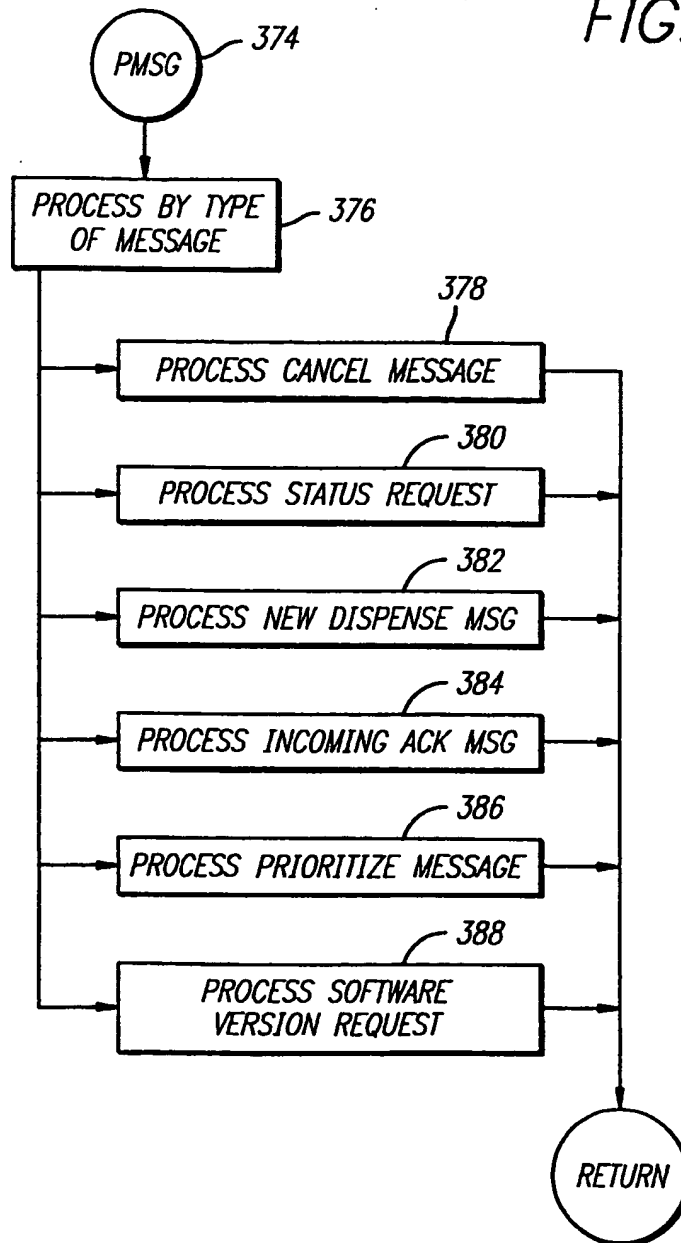 FIG.
PMSG
374
PROCESS BY TYPE
OF MESSAGE
376
378
PROCESS CANCEL MESSAGE
380
PROCESS STATUS REQUEST
382
PROCESS NEW DISPENSE MSG
384
PROCESS INCOMING ACK MSG
386
PROCESS PRIORITIZE MESSAGE
388
PROCESS SOFTWARE
VERSION REQUEST
RETURN